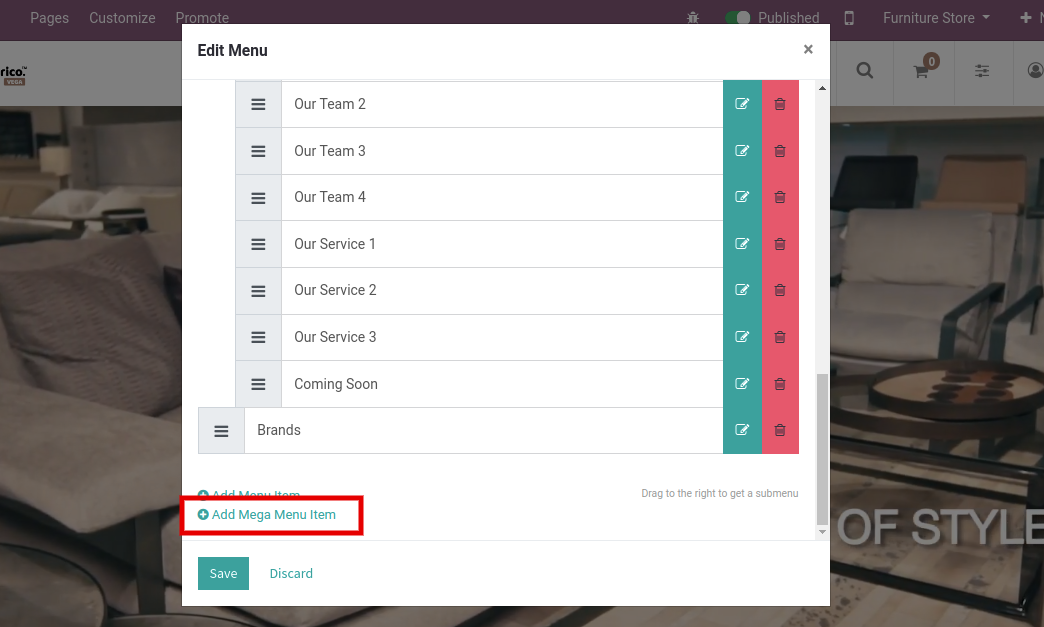 Pages Customize Promote Published Furniture Store
Edit Menu ×
rico.™
VEGA
0
Our Team 2
Our Team 3
Our Team 4
Our Service 1
Our Service 2
Our Service 3
Coming Soon
Brands
Add Menu Item
Drag to the right to get a submenu
Add Mega Menu Item
OF STYLE
Save Discard